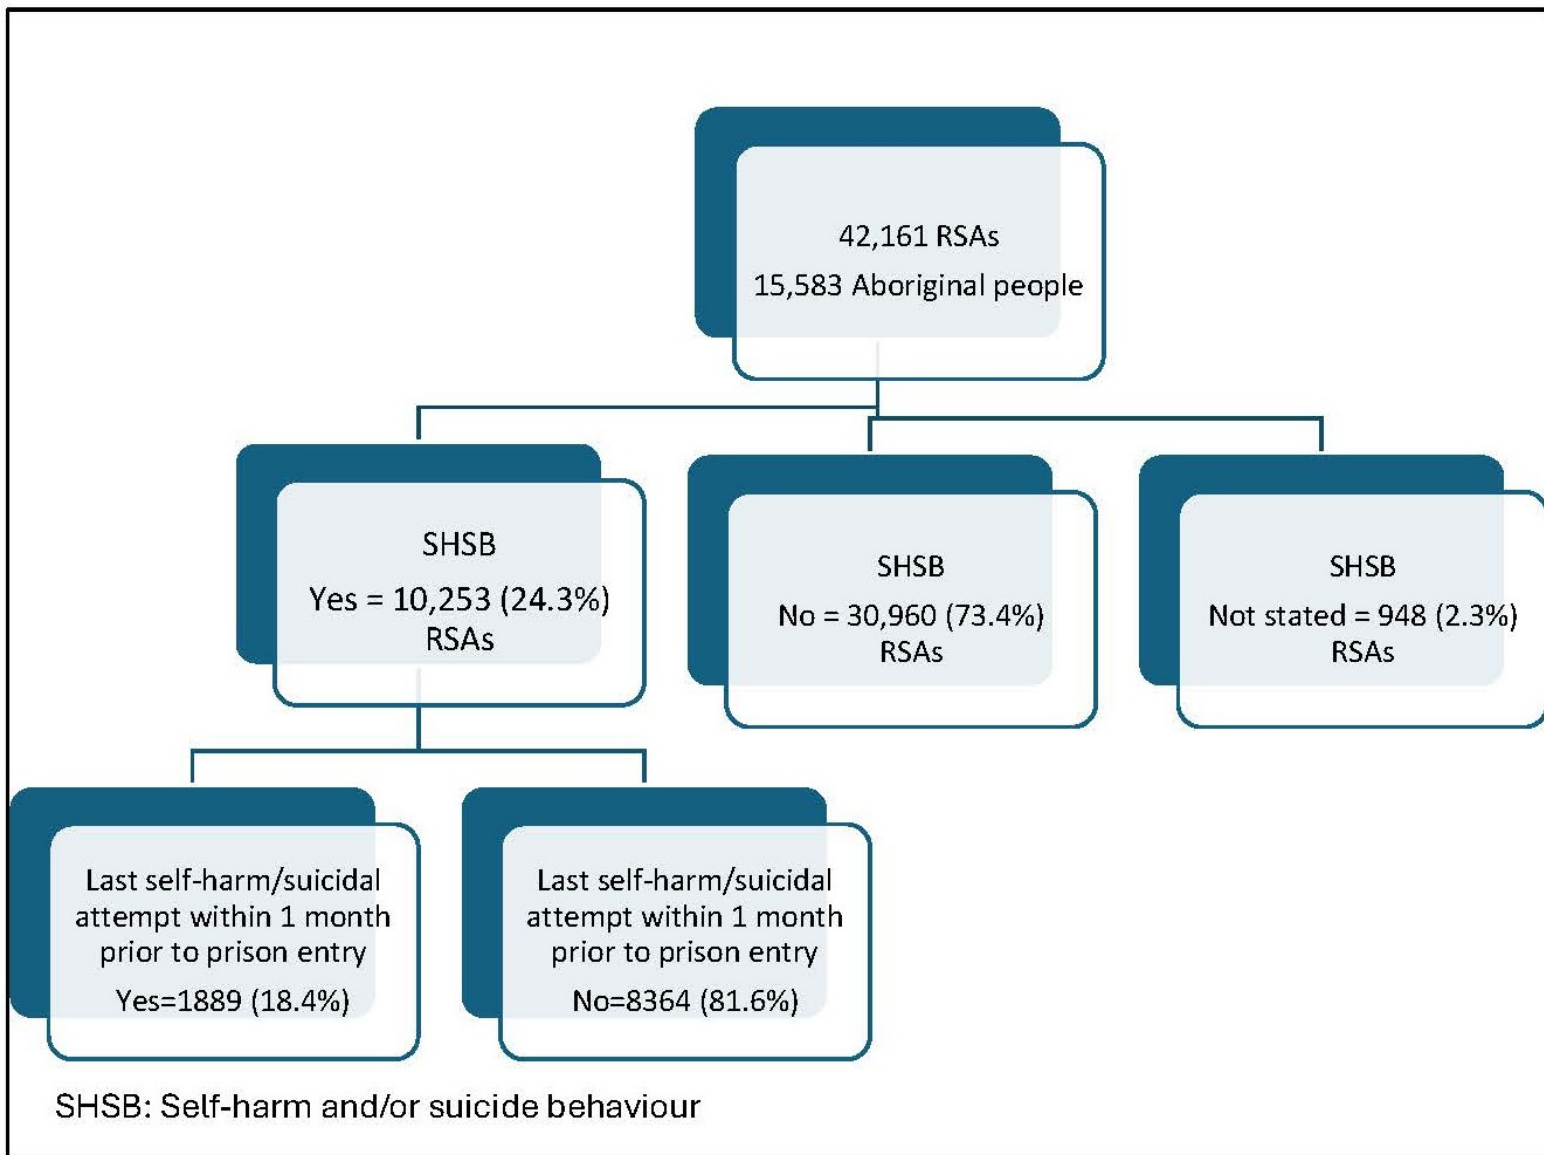 42,161 RSAs
15,583 Aboriginal people
SHSB
Yes = 10,253 (24.3%)
RSAs
SHSB
No = 30,960 (73.4%)
RSAs
SHSB
Not stated = 948 (2.3%)
RSAs
Last self-harm/suicidal
attempt within 1 month
prior to prison entry
Yes=1889 (18.4%)
Last self-harm/suicidal
attempt within 1 month
prior to prison entry
No=8364 (81.6%)
SHSB: Self-harm and/or suicide behaviour